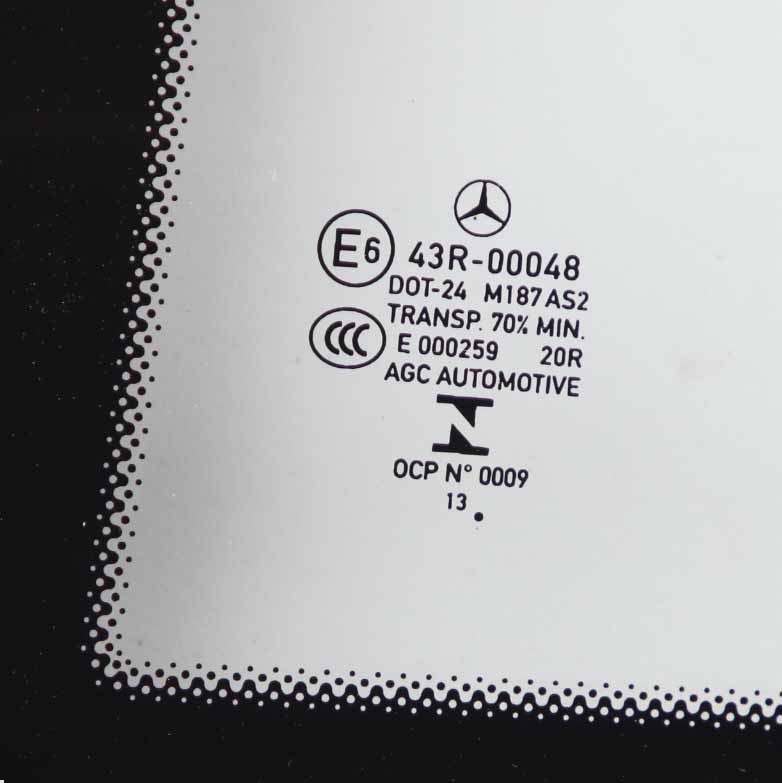 E6 43R-00048
DOT-24 M187 AS2
TRANSP. 70% MIN.
CCC E 000259 20R
AGC AUTOMOTIVE
OCP N° 0009
13 .